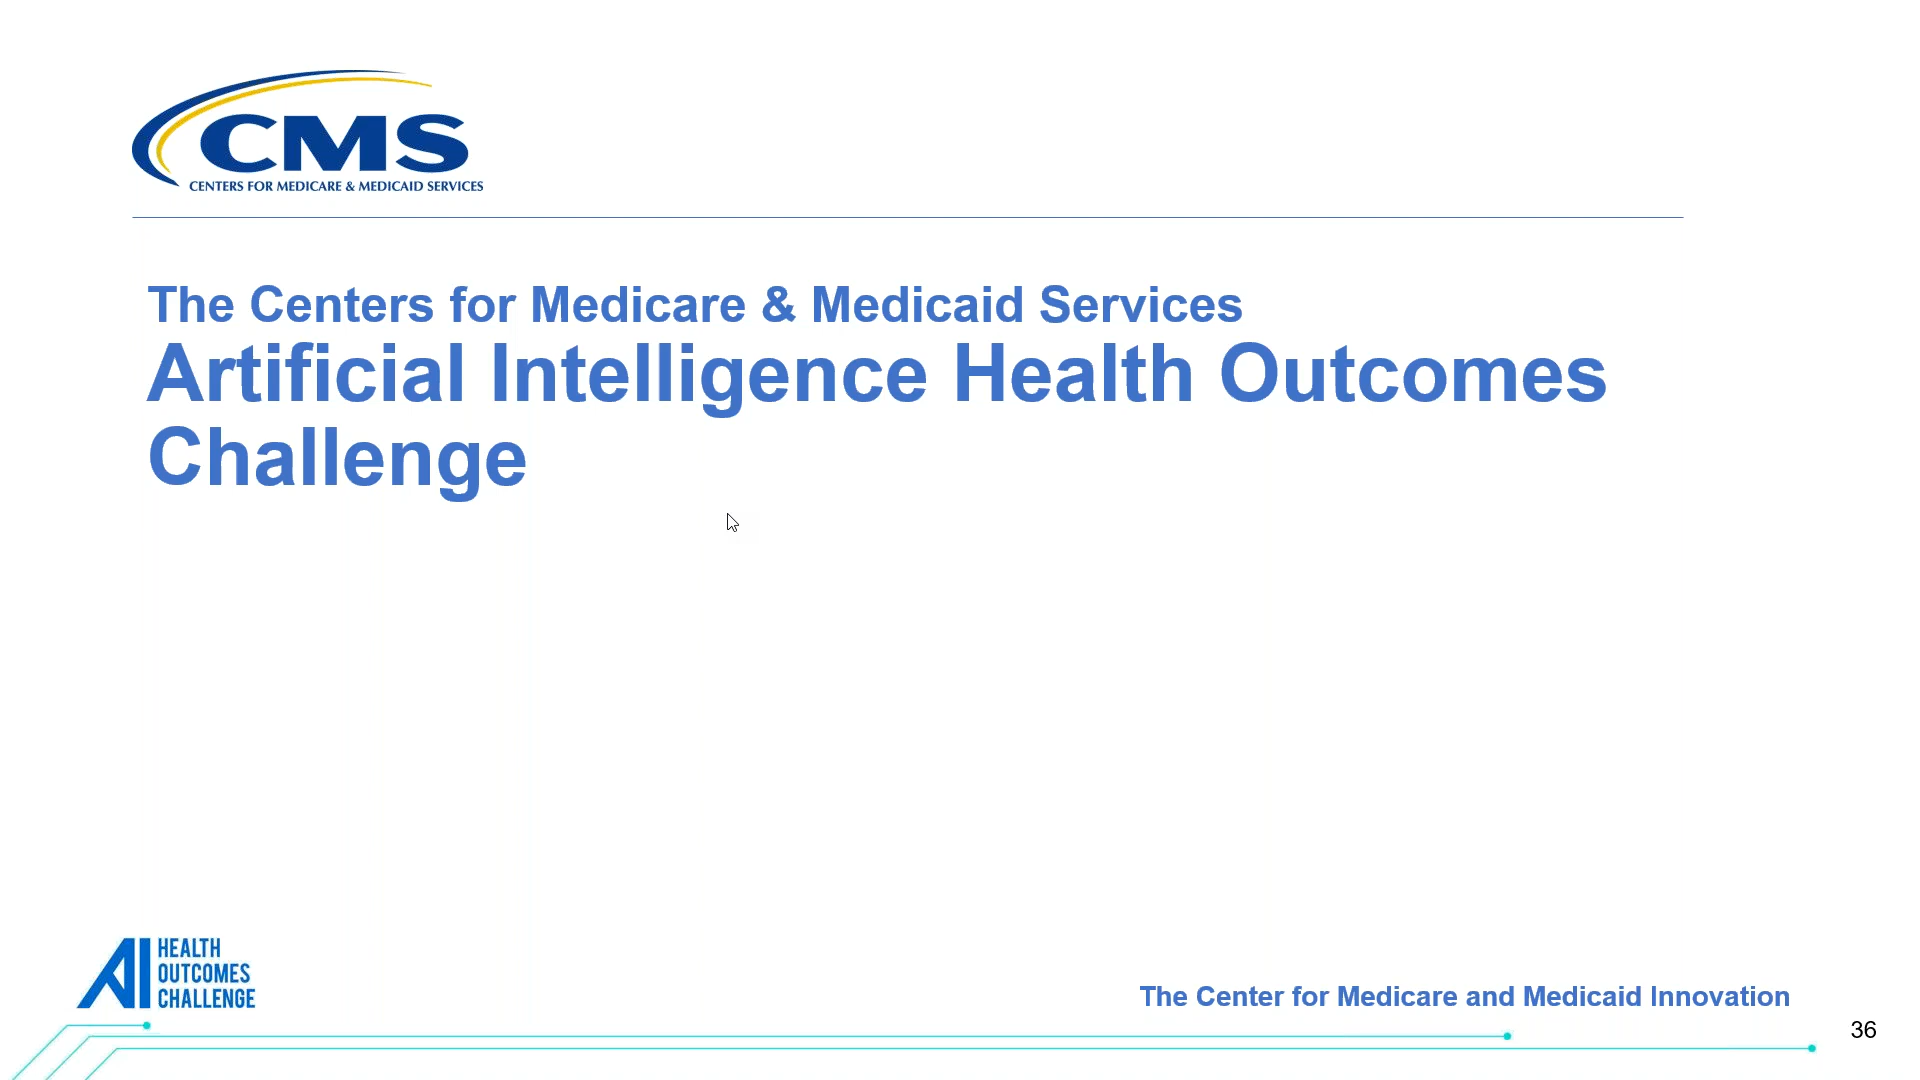 CMS
CENTERS FOR MEDICARE & MEDICAID SERVICES
The Centers for Medicare & Medicaid Services
Artificial Intelligence Health Outcomes
Challenge
AI HEALTH
OUTCOMES
CHALLENGE
The Center for Medicare and Medicaid Innovation
36